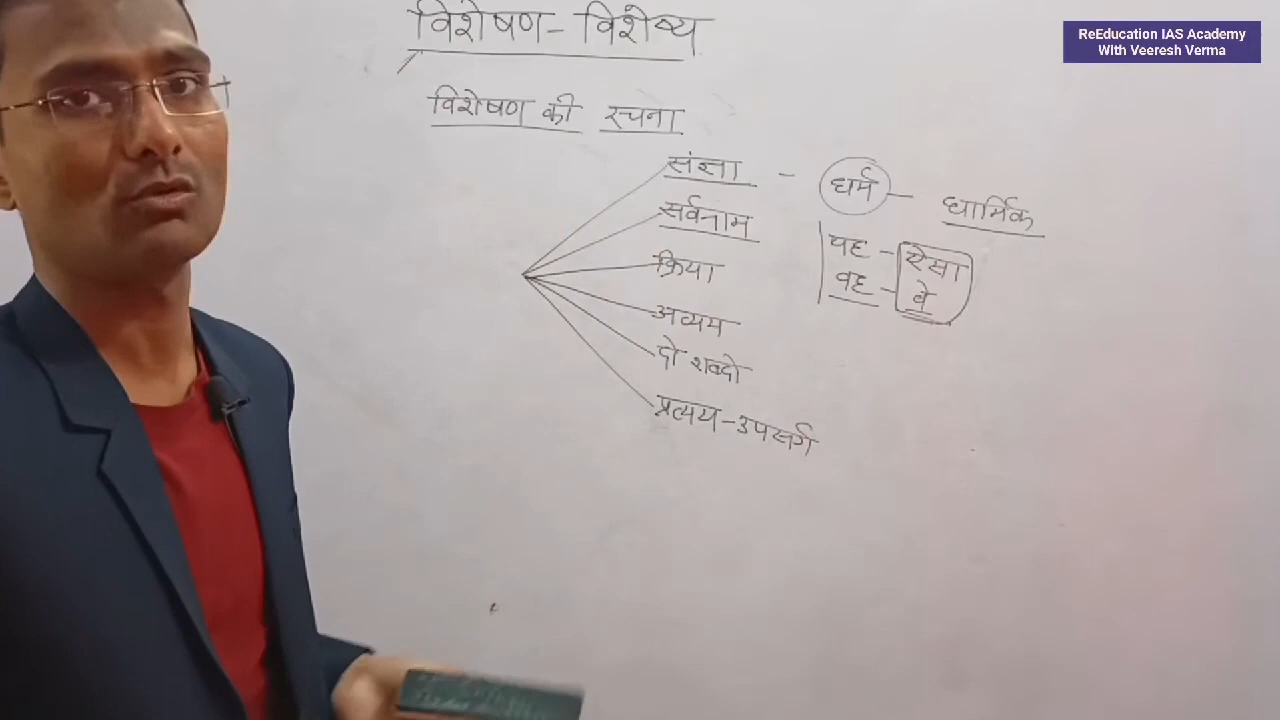 ReEducation IAS Academy
With Veeresh Verma
विशेषण - विशेष्य
विशेषण की रचना
संज्ञा - धर्म - धार्मिक
सर्वनाम
यह - ऐसा
वह - वे
क्रिया
अव्यय
दो शब्दो
प्रत्यय - उपसर्ग